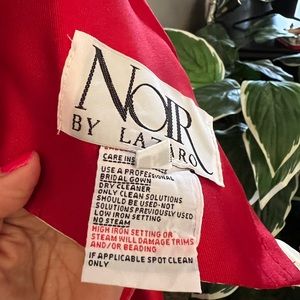 NOIR
BY LAZARO
CARE INS
USE A PROFESSIONAL
BRIDAL GOWN
DRY CLEANER
ONLY CLEAN SOLUTIONS
SHOULD BE USED-NOT
SOLUTIONS PREVIOUSLY USED
LOW IRON SETTING
NO STEAM
HIGH IRON SETTING OR
STEAM WILL DAMAGE TRIMS
AND/OR BEADING
IF APPLICABLE SPOT CLEAN
ONLY